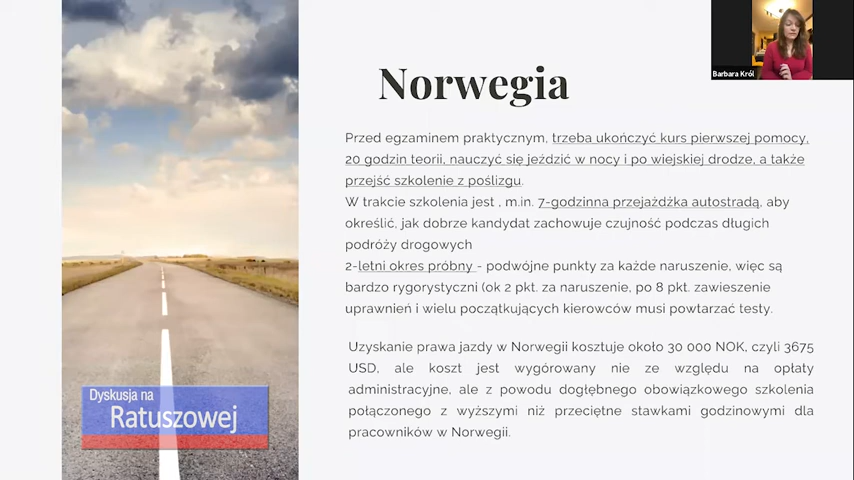 Barbara Król
Norwegia
Przed egzaminem praktycznym, trzeba ukończyć kurs pierwszej pomocy,
20 godzin teorii, nauczyć się jeździć w nocy i po wiejskiej drodze, a także
przejść szkolenie z poślizgu.
W trakcie szkolenia jest , m.in. 7-godzinna przejażdżka autostradą, aby
określić, jak dobrze kandydat zachowuje czujność podczas długich
podróży drogowych
2-letni okres próbny - podwójne punkty za każde naruszenie, więc są
bardzo rygorystyczni (ok 2 pkt. za naruszenie, po 8 pkt. zawieszenie
uprawnień i wielu początkujących kierowców musi powtarzać testy.
Uzyskanie prawa jazdy w Norwegii kosztuje około 30 000 NOK, czyli 3675
USD, ale koszt jest wygórowany nie ze względu na opłaty
administracyjne, ale z powodu dogłębnego obowiązkowego szkolenia
połączonego z wyższymi niż przeciętne stawkami godzinowymi dla
pracowników w Norwegii.
Dyskusja na
Ratuszowej